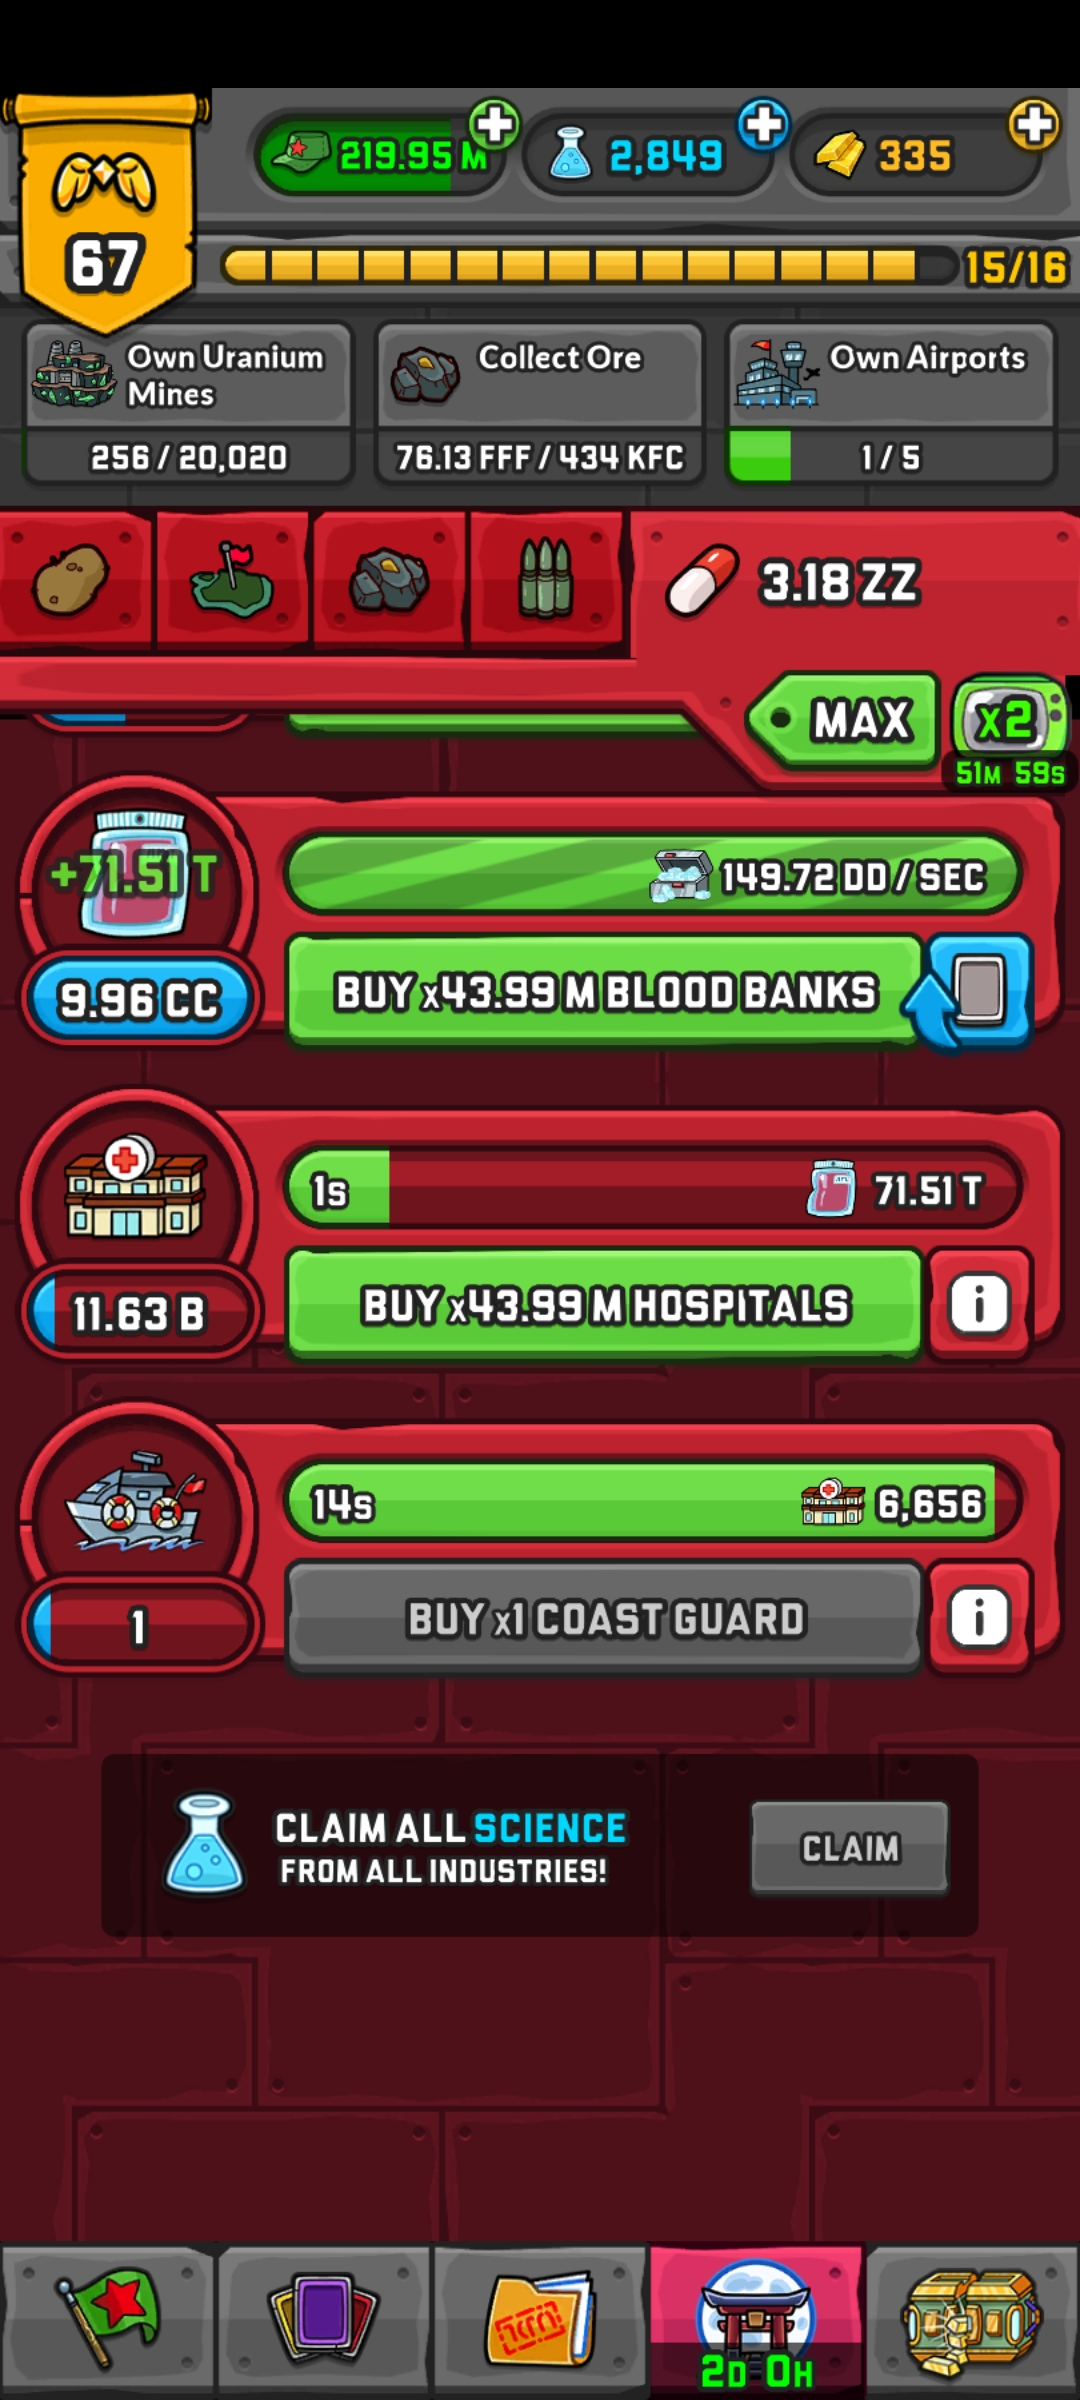 219.95 M
2,849
335
67
15/16
Own Uranium
Mines
256 / 20,020
Collect Ore
76.13 FFF / 434 KFC
Own Airports
1 / 5
3.18 ZZ
MAX
x2
51M 59S
+71.51 T
149.72 DD / SEC
9.96 CC
BUY x43.99 M BLOOD BANKS
1s
71.51 T
11.63 B
BUY x43.99 M HOSPITALS
i
14s
6,656
1
BUY x1 COAST GUARD
i
CLAIM ALL SCIENCE
FROM ALL INDUSTRIES!
CLAIM
2D 0H